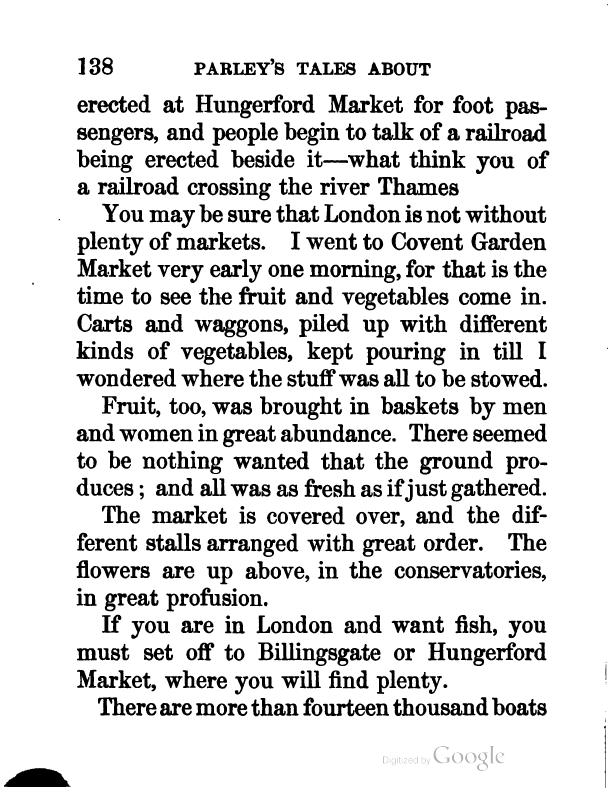 138 PARLEY'S TALES ABOUT
erected at Hungerford Market for foot pas-
sengers, and people begin to talk of a railroad
being erected beside it—what think you of
a railroad crossing the river Thames
You may be sure that London is not without
plenty of markets. I went to Covent Garden
Market very early one morning, for that is the
time to see the fruit and vegetables come in.
Carts and waggons, piled up with different
kinds of vegetables, kept pouring in till I
wondered where the stuff was all to be stowed.
Fruit, too, was brought in baskets by men
and women in great abundance. There seemed
to be nothing wanted that the ground pro-
duces; and all was as fresh as if just gathered.
The market is covered over, and the dif-
ferent stalls arranged with great order. The
flowers are up above, in the conservatories,
in great profusion.
If you are in London and want fish, you
must set off to Billingsgate or Hungerford
Market, where you will find plenty.
There are more than fourteen thousand boats
Digitized by Google